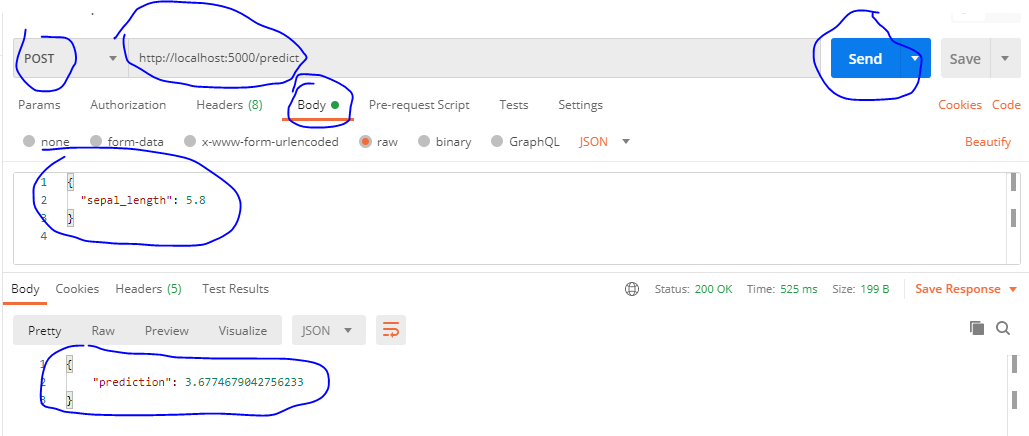 POST http://localhost:5000/predict Send Save
Params Authorization Headers (8) Body Pre-request Script Tests Settings Cookies Code
none form-data x-www-form-urlencoded raw binary GraphQL JSON Beautify
1 {
2 "sepal_length": 5.8
3 }
4
Body Cookies Headers (5) Test Results Status: 200 OK Time: 525 ms Size: 199 B Save Response
Pretty Raw Preview Visualize JSON
1 {
2 "prediction": 3.6774679042756233
3 }